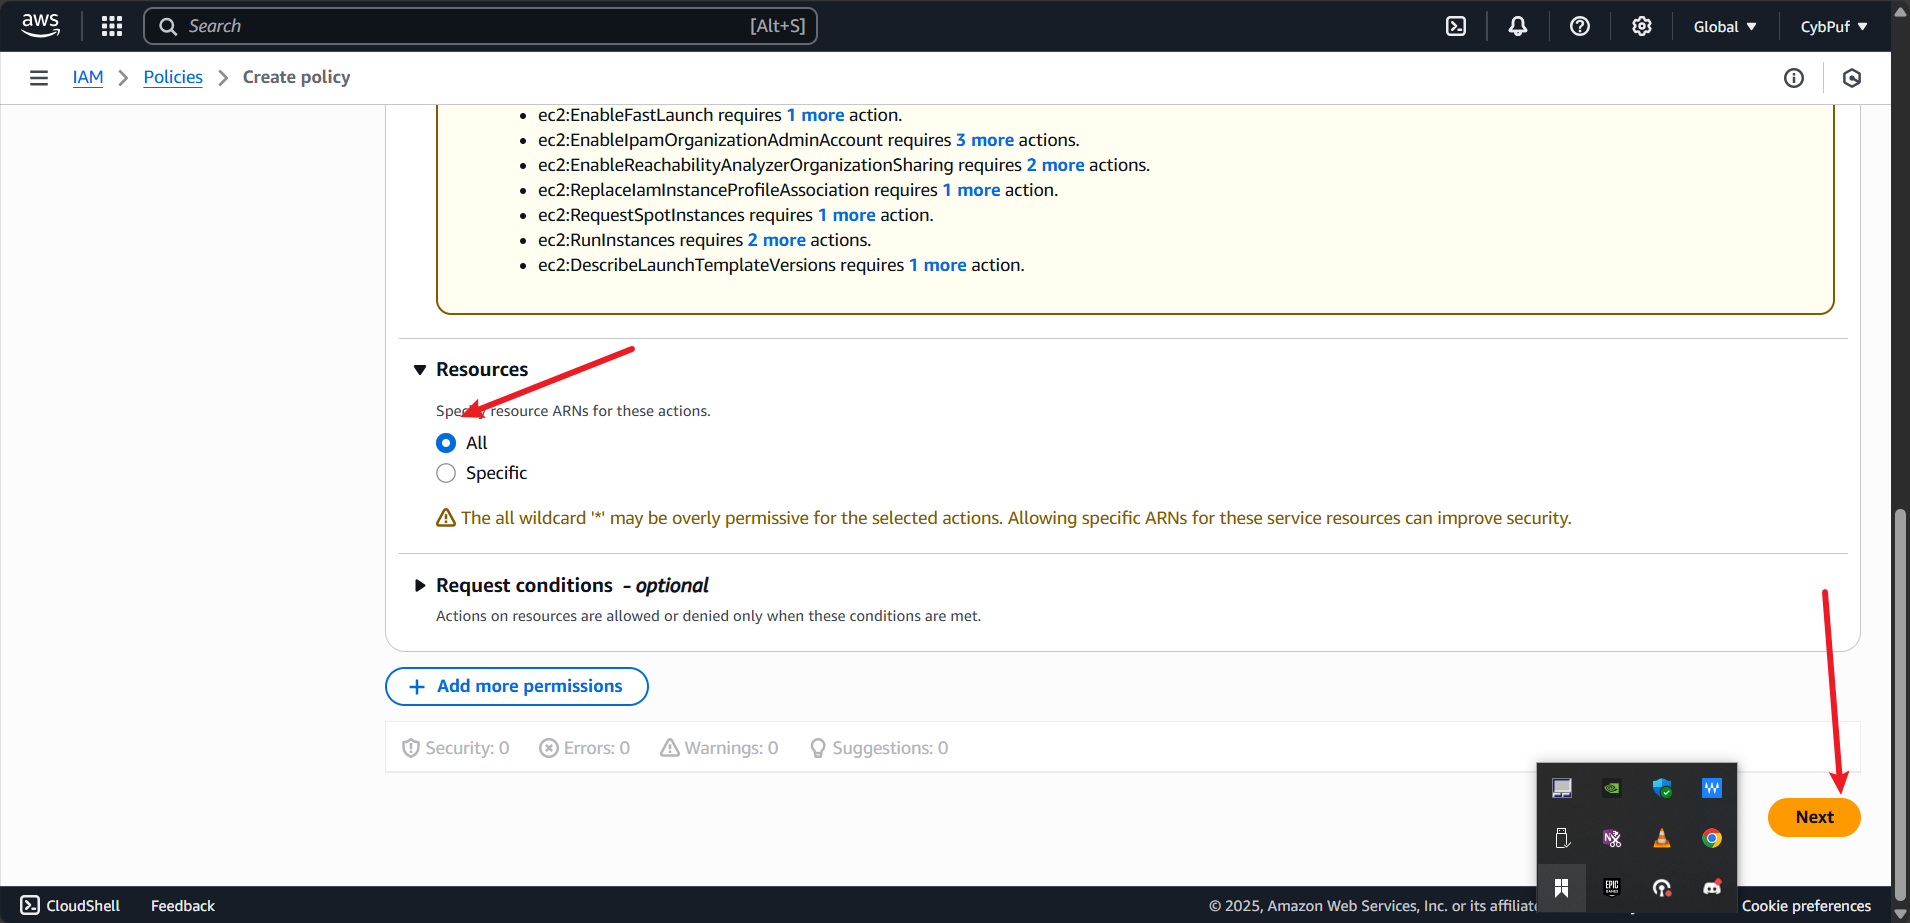 aws
Search
[Alt+S]
Global
CybPuf
IAM
Policies
Create policy
ec2:EnableFastLaunch requires 1 more action.
ec2:EnableIpamOrganizationAdminAccount requires 3 more actions.
ec2:EnableReachabilityAnalyzerOrganizationSharing requires 2 more actions.
ec2:ReplaceIamInstanceProfileAssociation requires 1 more action.
ec2:RequestSpotInstances requires 1 more action.
ec2:RunInstances requires 2 more actions.
ec2:DescribeLaunchTemplateVersions requires 1 more action.
Resources
Specify resource ARNs for these actions.
All
Specific
The all wildcard '*' may be overly permissive for the selected actions. Allowing specific ARNs for these service resources can improve security.
Request conditions - optional
Actions on resources are allowed or denied only when these conditions are met.
+ Add more permissions
Security: 0
Errors: 0
Warnings: 0
Suggestions: 0
Next
EPIC GAMES
CloudShell
Feedback
© 2025, Amazon Web Services, Inc. or its
Cookie preferences